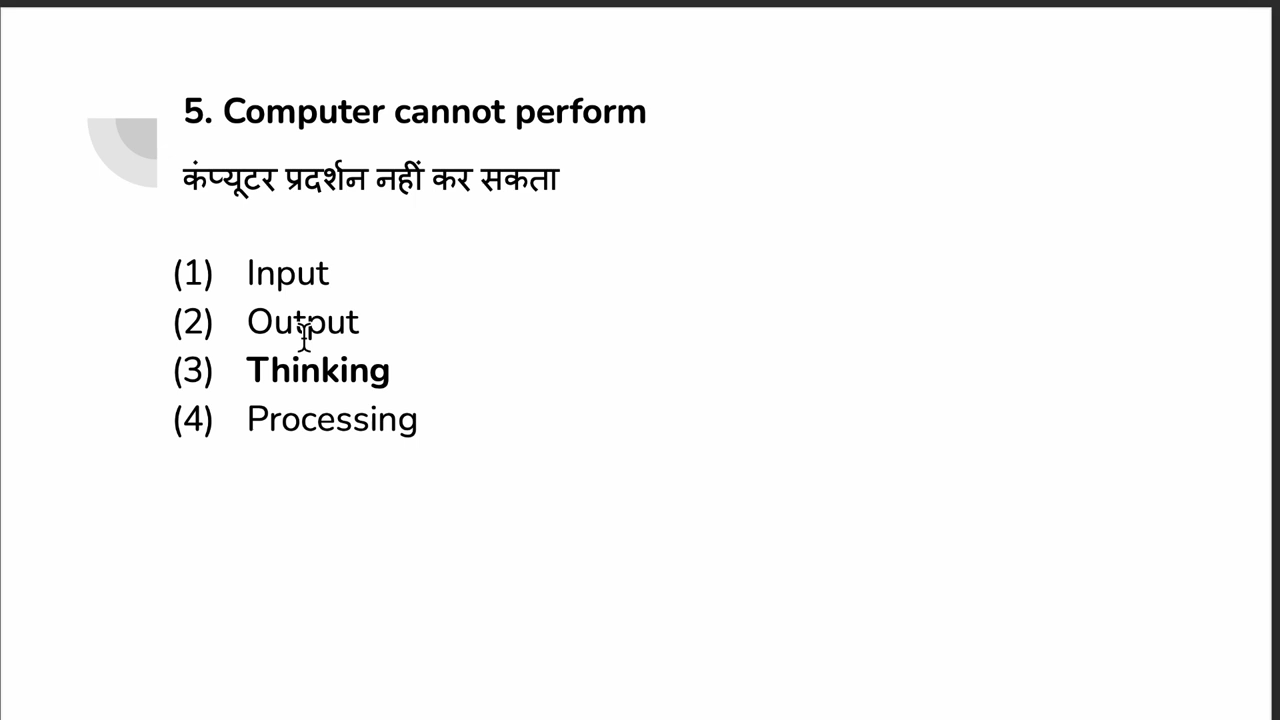 5. Computer cannot perform
कंप्यूटर प्रदर्शन नहीं कर सकता
(1) Input
(2) Output
(3) Thinking
(4) Processing